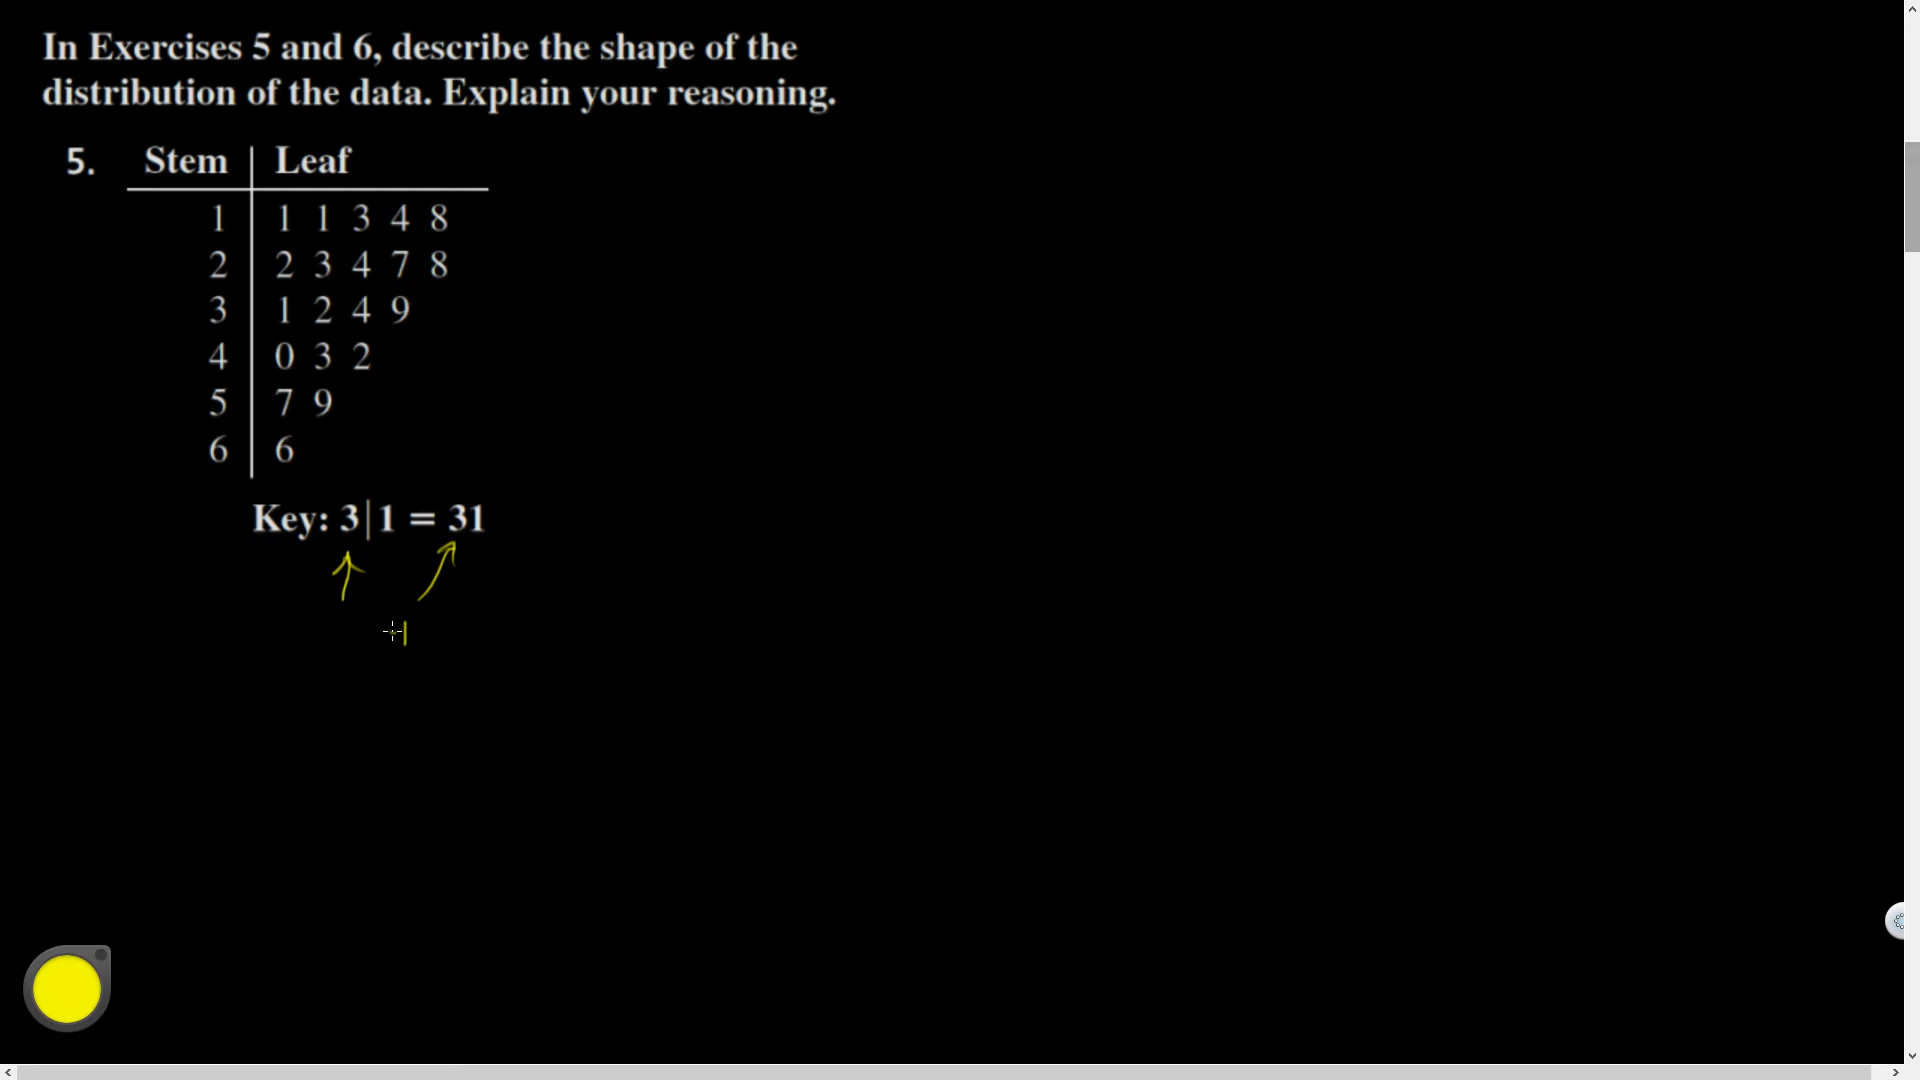 In Exercises 5 and 6, describe the shape of the
distribution of the data. Explain your reasoning.
5. Stem | Leaf
1 | 1 1 3 4 8
2 | 2 3 4 7 8
3 | 1 2 4 9
4 | 0 3 2
5 | 7 9
6 | 6
Key: 3|1 = 31